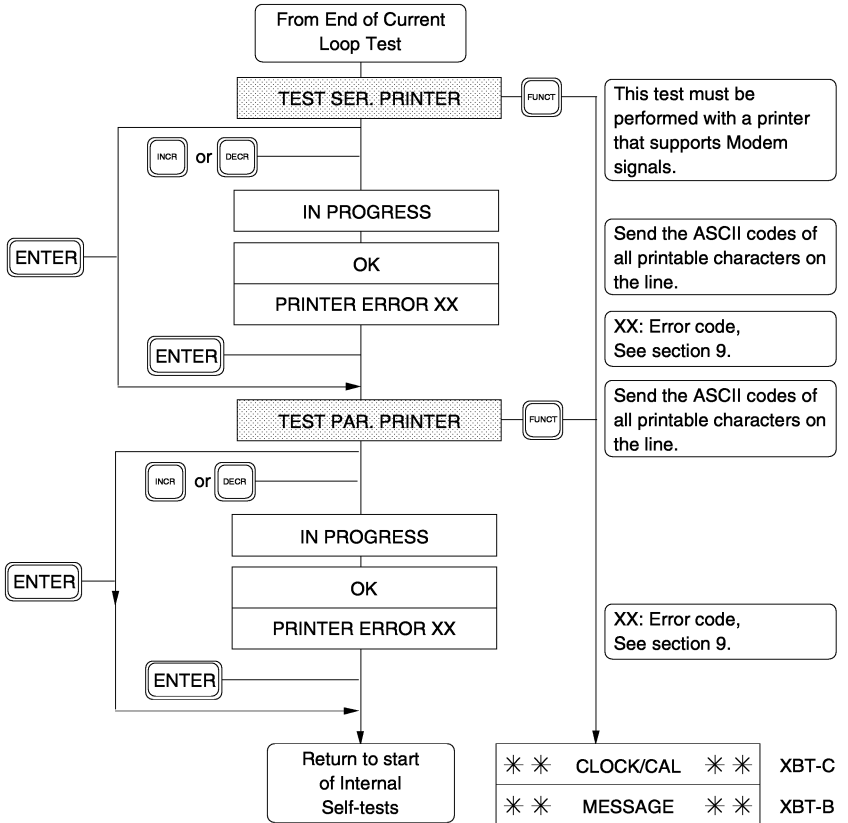 From End of Current
Loop Test
TEST SER. PRINTER
FUNCT
This test must be
performed with a printer
that supports Modem
signals.
INCR or DECR
IN PROGRESS
Send the ASCII codes of
all printable characters on
the line.
ENTER
OK
PRINTER ERROR XX
XX: Error code,
See section 9.
ENTER
TEST PAR. PRINTER
FUNCT
Send the ASCII codes of
all printable characters on
the line.
INCR or DECR
IN PROGRESS
ENTER
OK
PRINTER ERROR XX
XX: Error code,
See section 9.
ENTER
Return to start
of Internal
Self-tests
✳ ✳ CLOCK/CAL ✳ ✳ XBT-C
✳ ✳ MESSAGE ✳ ✳ XBT-B